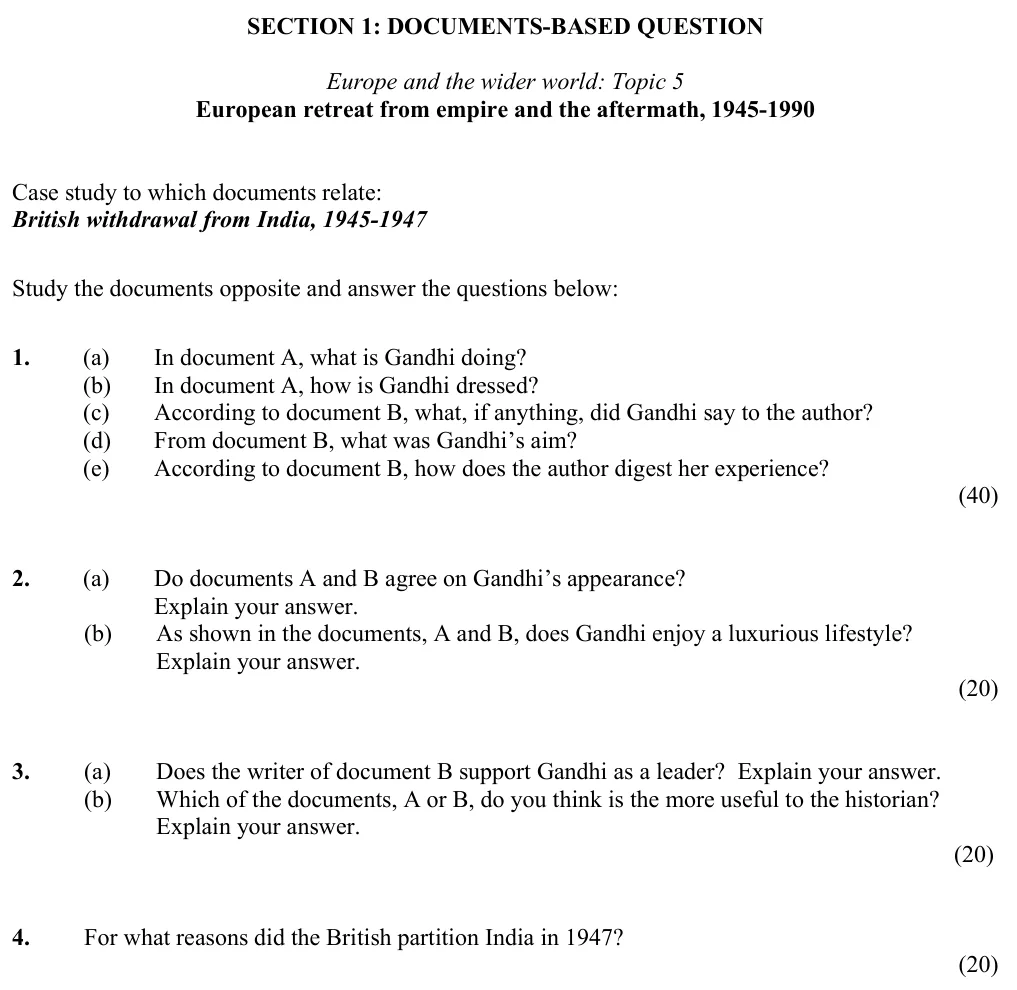 SECTION 1: DOCUMENTS-BASED QUESTION
Europe and the wider world: Topic 5
European retreat from empire and the aftermath, 1945-1990
Case study to which documents relate:
British withdrawal from India, 1945-1947
Study the documents opposite and answer the questions below:
1. (a) In document A, what is Gandhi doing?
(b) In document A, how is Gandhi dressed?
(c) According to document B, what, if anything, did Gandhi say to the author?
(d) From document B, what was Gandhi’s aim?
(e) According to document B, how does the author digest her experience?
(40)
2. (a) Do documents A and B agree on Gandhi’s appearance?
Explain your answer.
(b) As shown in the documents, A and B, does Gandhi enjoy a luxurious lifestyle?
Explain your answer.
(20)
3. (a) Does the writer of document B support Gandhi as a leader? Explain your answer.
(b) Which of the documents, A or B, do you think is the more useful to the historian?
Explain your answer.
(20)
4. For what reasons did the British partition India in 1947?
(20)